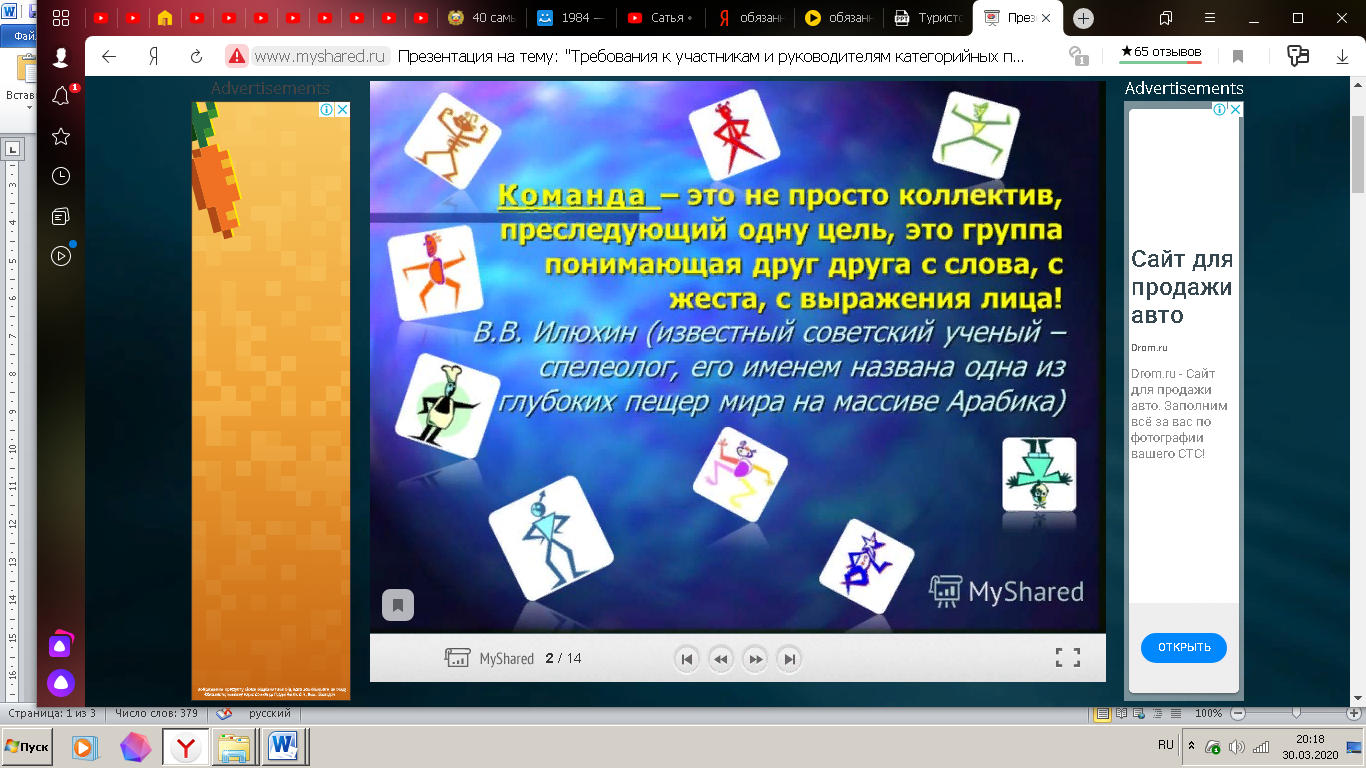 Фай
40 самы
1984 —
Сатья
обязанн
обязан
Туристс
През
www.myshared.ru Презентация на тему: "Требования к участникам и руководителям категорийных п...
★65 отзывов
1
1
Встав
Advertisements
Advertisements
Команда – это не просто коллектив,
преследующий одну цель, это группа
понимающая друг друга с слова, с
жеста, с выражения лица!
В.В. Илюхин (известный советский ученый –
спелеолог, его именем названа одна из
глубоких пещер мира на массиве Арабика)
MyShared
MyShared 2 / 14
Сайт для
продажи
авто
Drom.ru
Drom.ru - Сайт
для продажи
авто. Заполним
всё за вас по
фотографии
вашего СТС!
ОТКРЫТЬ
Страница: 1 из 3
Число слов: 379
русский
100%
Пуск
RU
20:18
30.03.2020